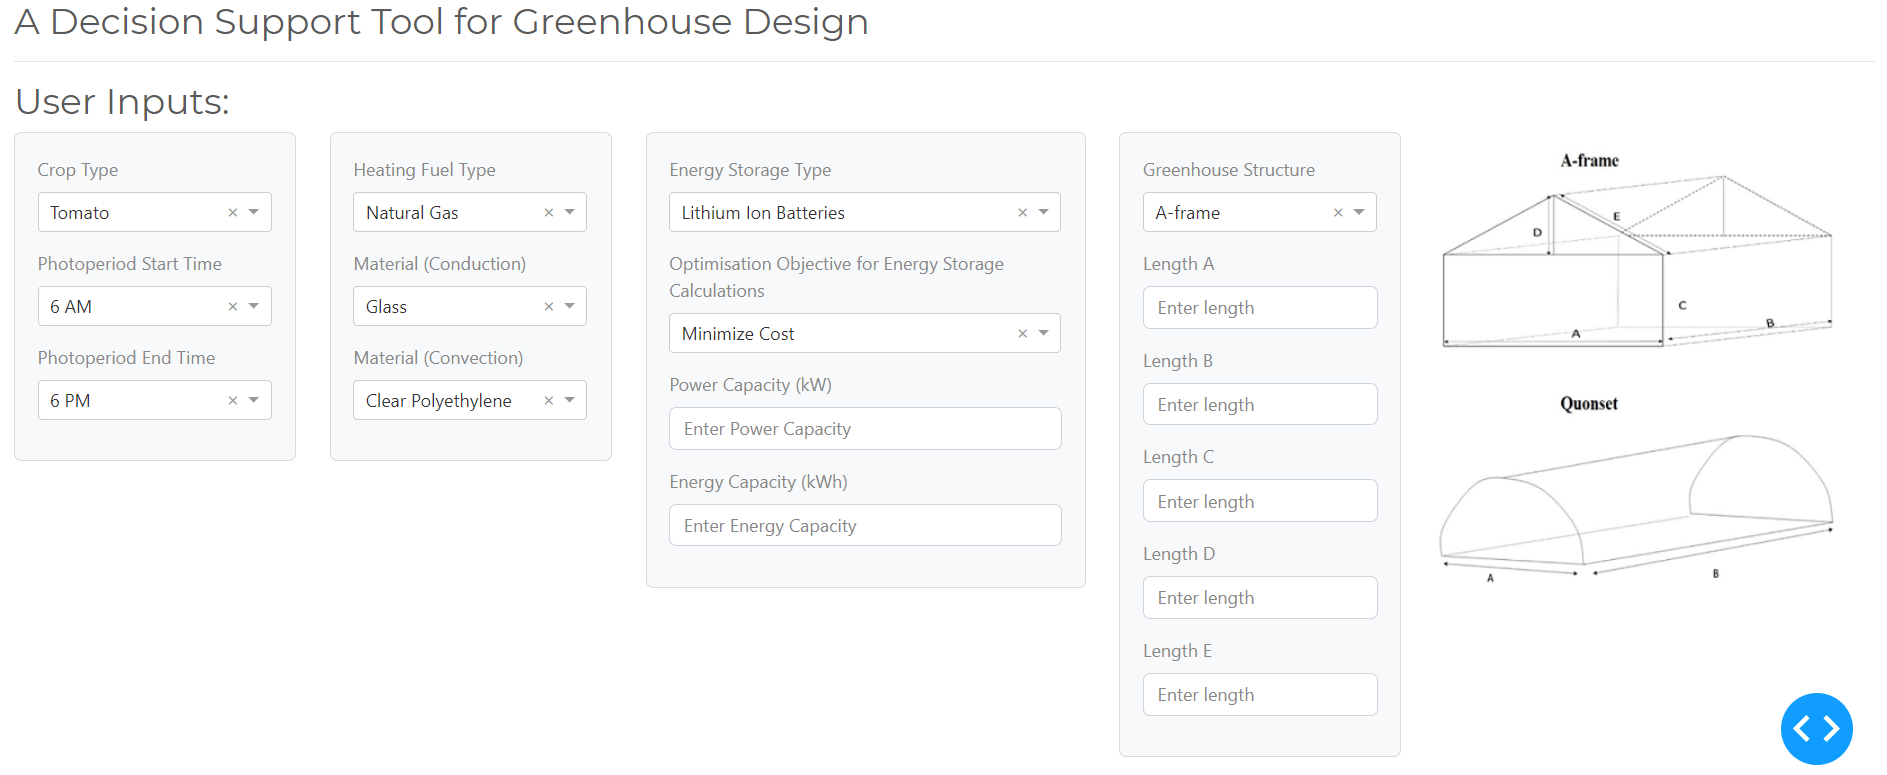 A Decision Support Tool for Greenhouse Design
User Inputs:
Crop Type
Tomato
Photoperiod Start Time
6 AM
Photoperiod End Time
6 PM
Heating Fuel Type
Natural Gas
Material (Conduction)
Glass
Material (Convection)
Clear Polyethylene
Energy Storage Type
Lithium Ion Batteries
Optimisation Objective for Energy Storage
Calculations
Minimize Cost
Power Capacity (kW)
Enter Power Capacity
Energy Capacity (kWh)
Enter Energy Capacity
Greenhouse Structure
A-frame
Length A
Enter length
Length B
Enter length
Length C
Enter length
Length D
Enter length
Length E
Enter length
A-frame
E
D
C
B
A
Quonset
A
B